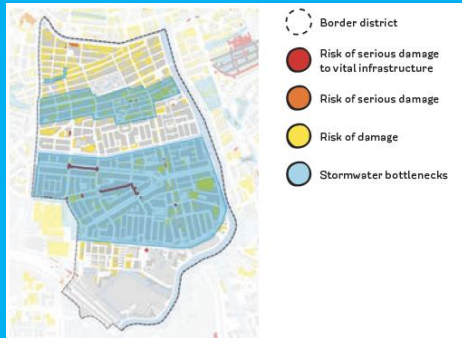 Border district
Risk of serious damage
to vital infrastructure
Risk of serious damage
Risk of damage
Stormwater bottlenecks